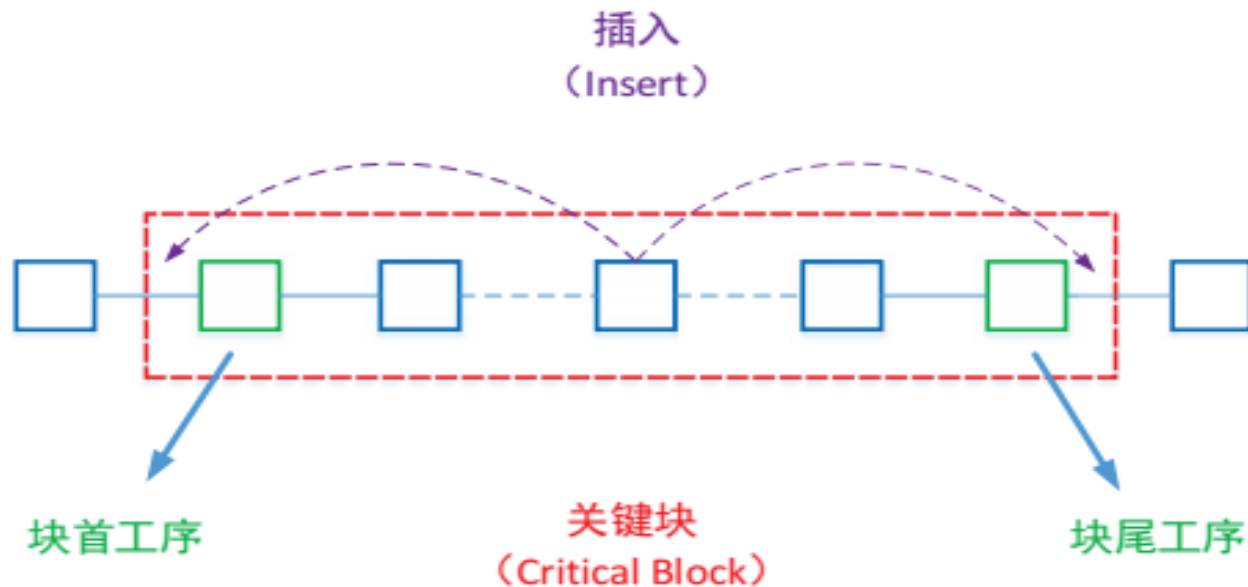 插入
（Insert）
块首工序
关键块
（Critical Block）
块尾工序